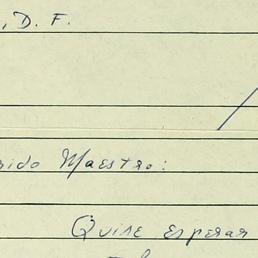 , D. F.
rido Maestro:
Quise esperar